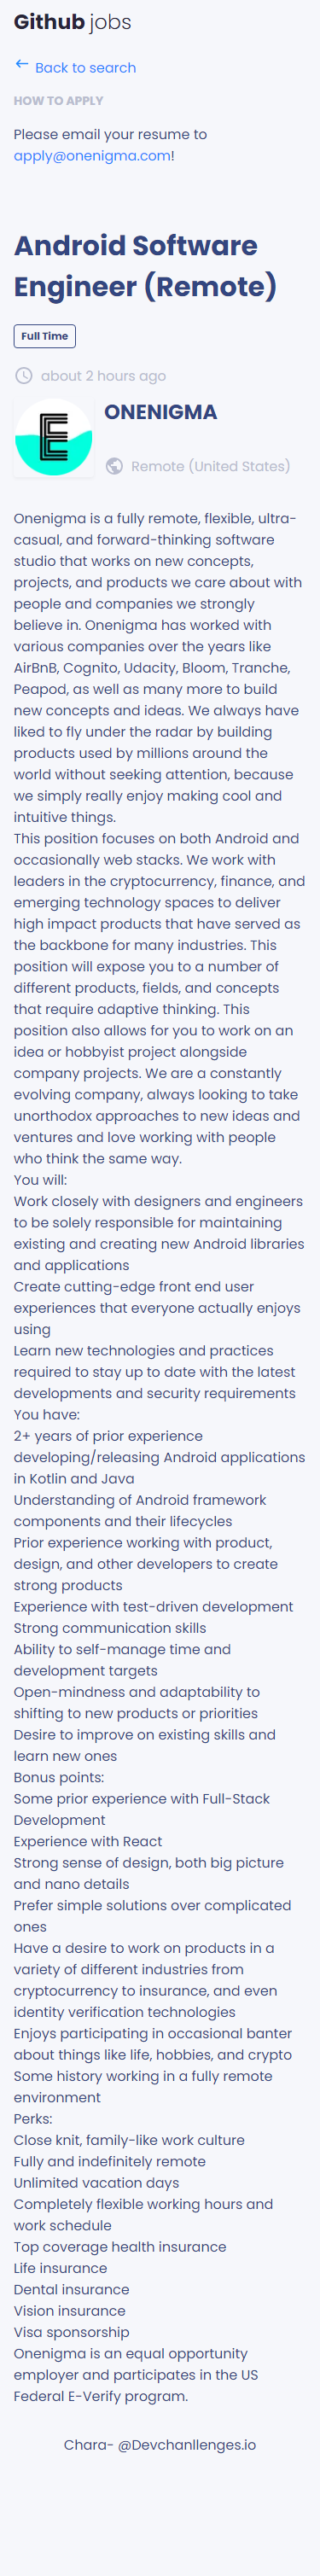 Github jobs
Back to search
HOW TO APPLY
Please email your resume to
apply@onenigma.com!
Android Software
Engineer (Remote)
Full Time
about 2 hours ago
E
ONENIGMA
Remote (United States)
Onenigma is a fully remote, flexible, ultra-
casual, and forward-thinking software
studio that works on new concepts,
projects, and products we care about with
people and companies we strongly
believe in. Onenigma has worked with
various companies over the years like
AirBnB, Cognito, Udacity, Bloom, Tranche,
Peapod, as well as many more to build
new concepts and ideas. We always have
liked to fly under the radar by building
products used by millions around the
world without seeking attention, because
we simply really enjoy making cool and
intuitive things.
This position focuses on both Android and
occasionally web stacks. We work with
leaders in the cryptocurrency, finance, and
emerging technology spaces to deliver
high impact products that have served as
the backbone for many industries. This
position will expose you to a number of
different products, fields, and concepts
that require adaptive thinking. This
position also allows for you to work on an
idea or hobbyist project alongside
company projects. We are a constantly
evolving company, always looking to take
unorthodox approaches to new ideas and
ventures and love working with people
who think the same way.
You will:
Work closely with designers and engineers
to be solely responsible for maintaining
existing and creating new Android libraries
and applications
Create cutting-edge front end user
experiences that everyone actually enjoys
using
Learn new technologies and practices
required to stay up to date with the latest
developments and security requirements
You have:
2+ years of prior experience
developing/releasing Android applications
in Kotlin and Java
Understanding of Android framework
components and their lifecycles
Prior experience working with product,
design, and other developers to create
strong products
Experience with test-driven development
Strong communication skills
Ability to self-manage time and
development targets
Open-mindness and adaptability to
shifting to new products or priorities
Desire to improve on existing skills and
learn new ones
Bonus points:
Some prior experience with Full-Stack
Development
Experience with React
Strong sense of design, both big picture
and nano details
Prefer simple solutions over complicated
ones
Have a desire to work on products in a
variety of different industries from
cryptocurrency to insurance, and even
identity verification technologies
Enjoys participating in occasional banter
about things like life, hobbies, and crypto
Some history working in a fully remote
environment
Perks:
Close knit, family-like work culture
Fully and indefinitely remote
Unlimited vacation days
Completely flexible working hours and
work schedule
Top coverage health insurance
Life insurance
Dental insurance
Vision insurance
Visa sponsorship
Onenigma is an equal opportunity
employer and participates in the US
Federal E-Verify program.
Chara- @Devchanllenges.io